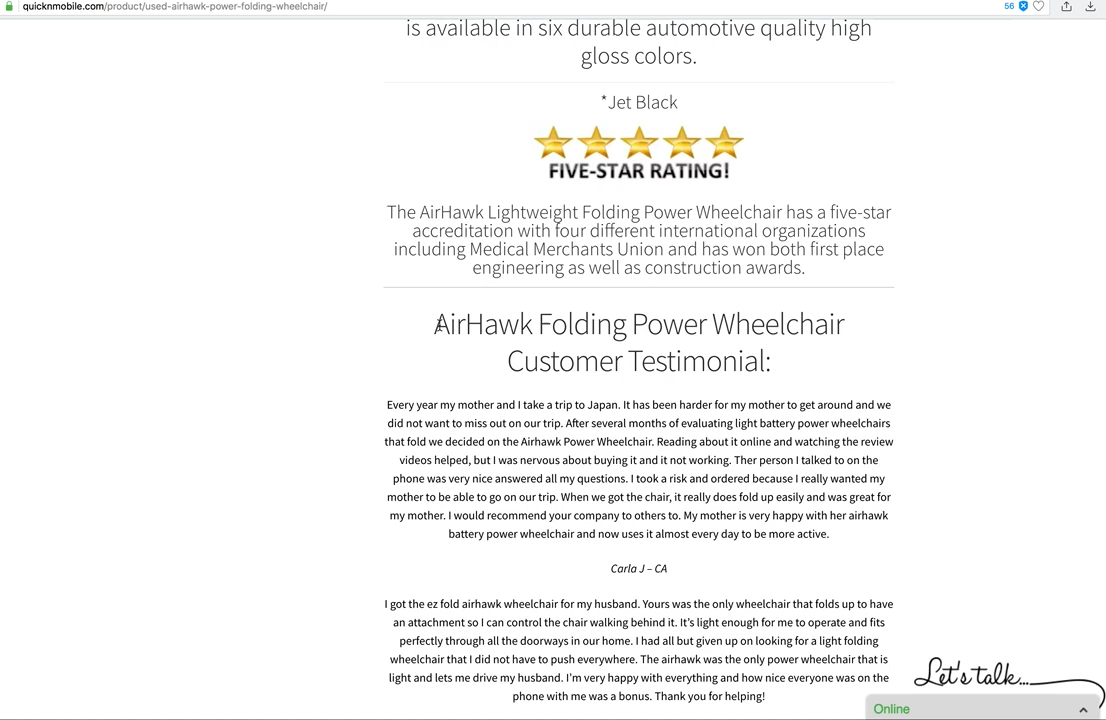 quicknmobile.com/product/used-airhawk-power-folding-wheelchair/
56
is available in six durable automotive quality high
gloss colors.
*Jet Black
FIVE-STAR RATING!
The AirHawk Lightweight Folding Power Wheelchair has a five-star
accreditation with four different international organizations
including Medical Merchants Union and has won both first place
engineering as well as construction awards.
AirHawk Folding Power Wheelchair
Customer Testimonial:
Every year my mother and I take a trip to Japan. It has been harder for my mother to get around and we
did not want to miss out on our trip. After several months of evaluating light battery power wheelchairs
that fold we decided on the Airhawk Power Wheelchair. Reading about it online and watching the review
videos helped, but I was nervous about buying it and it not working. Ther person I talked to on the
phone was very nice answered all my questions. I took a risk and ordered because I really wanted my
mother to be able to go on our trip. When we got the chair, it really does fold up easily and was great for
my mother. I would recommend your company to others to. My mother is very happy with her airhawk
battery power wheelchair and now uses it almost every day to be more active.
Carla J – CA
I got the ez fold airhawk wheelchair for my husband. Yours was the only wheelchair that folds up to have
an attachment so I can control the chair walking behind it. It’s light enough for me to operate and fits
perfectly through all the doorways in our home. I had all but given up on looking for a light folding
wheelchair that I did not have to push everywhere. The airhawk was the only power wheelchair that is
light and lets me drive my husband. I’m very happy with everything and how nice everyone was on the
phone with me was a bonus. Thank you for helping!
Let's talk...
Online